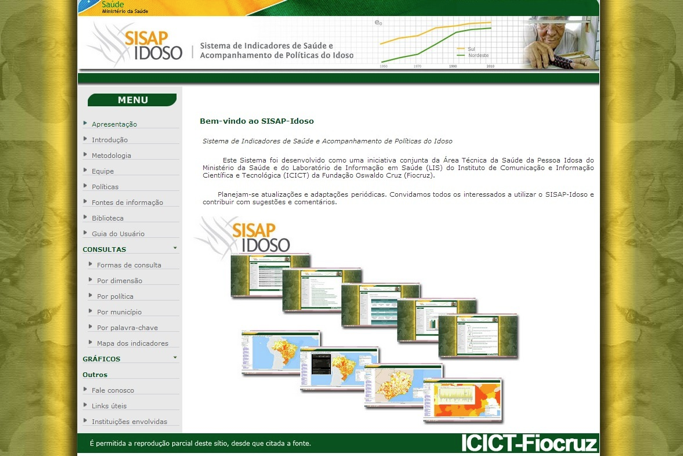 Saúde
Ministério da Saúde
SISAP
IDOSO
Sistema de Indicadores de Saúde e
Acompanhamento de Políticas do Idoso
e₀
Sul
Nordeste
MENU
Apresentação
Introdução
Metodologia
Equipe
Políticas
Fontes de informação
Biblioteca
Guia do Usuário
CONSULTAS
Formas de consulta
Por dimensão
Por política
Por município
Por palavra-chave
Mapa dos indicadores
GRÁFICOS
Outros
Fale conosco
Links úteis
Instituições envolvidas
Bem-vindo ao SISAP-Idoso
Sistema de Indicadores de Saúde e Acompanhamento de Políticas do Idoso
Este Sistema foi desenvolvido como uma iniciativa conjunta da Área Técnica da Saúde da Pessoa Idosa do
Ministério da Saúde e do Laboratório de Informação em Saúde (LIS) do Instituto de Comunicação e Informação
Científica e Tecnológica (ICICT) da Fundação Oswaldo Cruz (Fiocruz).
Planejam-se atualizações e adaptações periódicas. Convidamos todos os interessados a utilizar o SISAP-Idoso e
contribuir com sugestões e comentários.
SISAP
IDOSO
É permitida a reprodução parcial deste sítio, desde que citada a fonte.
ICICT-Fiocruz